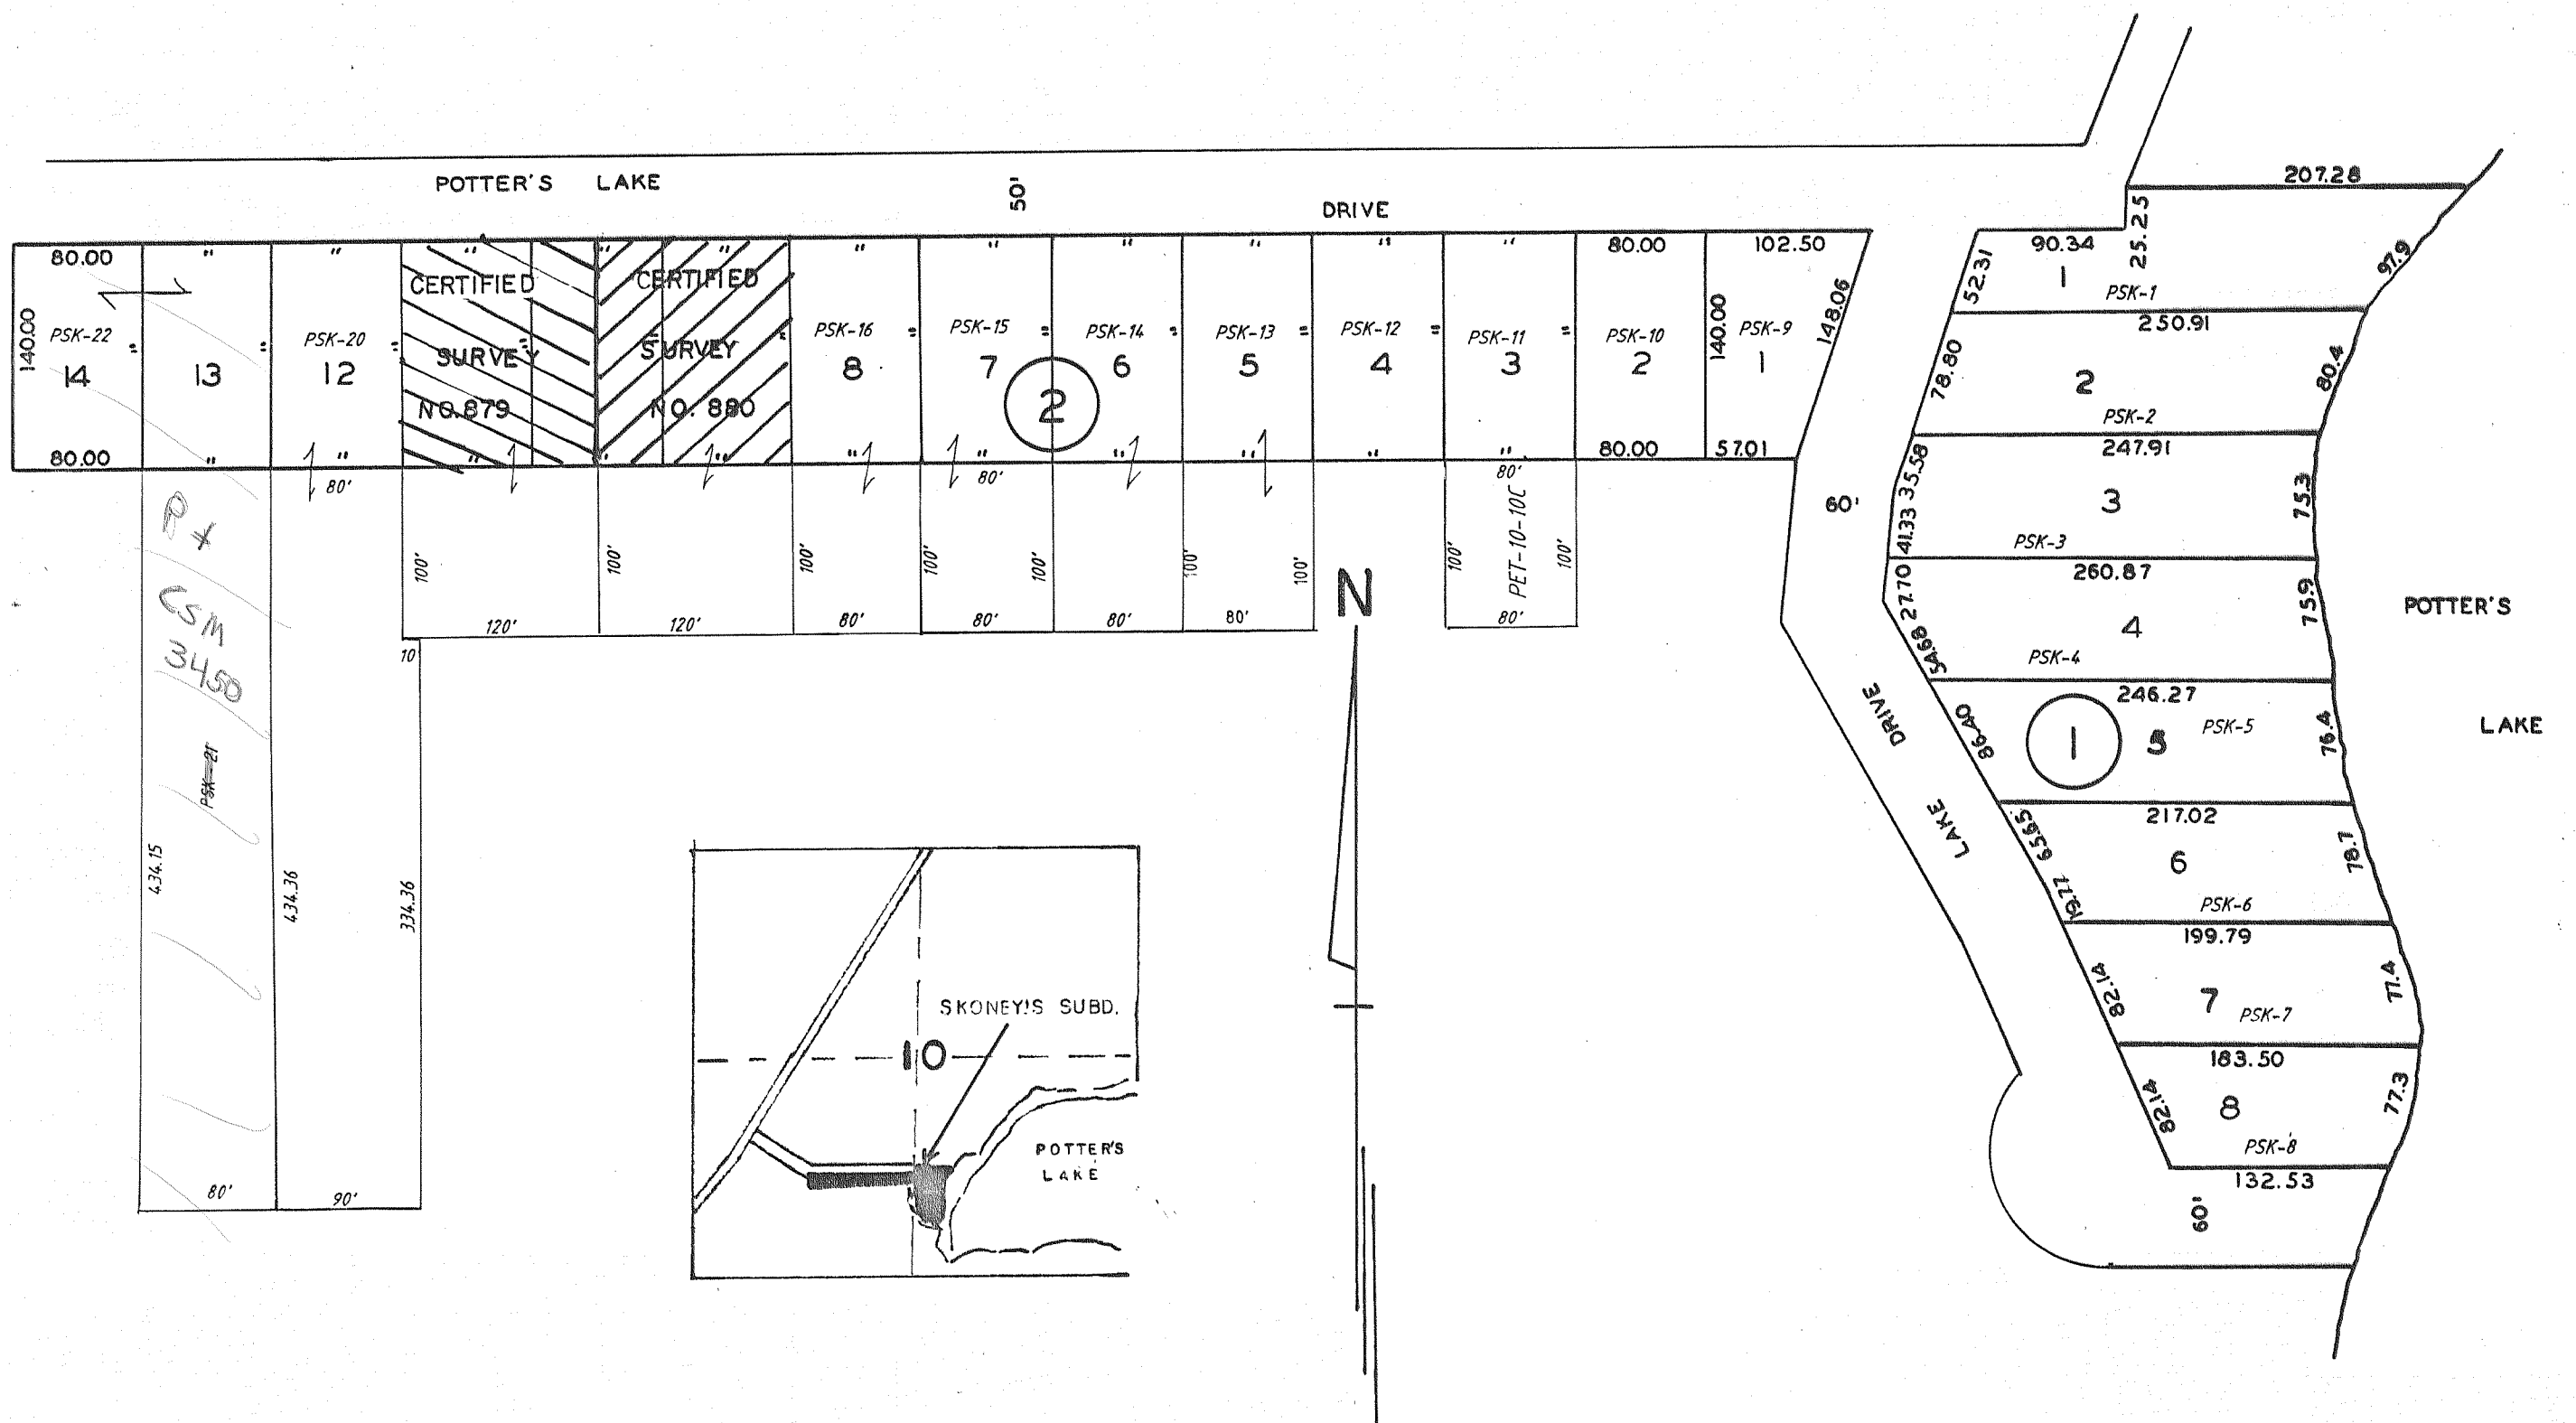 POTTER'S LAKE
50'
DRIVE
207.28
80.00 " " " " " " " " " " " 80.00 102.50
90.34
25.25
97.9
52.31
1
PSK-1
140.00
PSK-22
14
"
13
"
PSK-20
12
"
CERTIFIED
SURVEY
NO. 879
"
CERTIFIED
SURVEY
NO. 880
"
PSK-16
8
"
PSK-15
7
"
2
PSK-14
6
"
PSK-13
5
"
PSK-12
4
"
PSK-11
3
"
PSK-10
2
140.00
PSK-9
1
148.06
250.91
78.80
2
PSK-2
80.4
80.00 " " " " " " " " " " " 80.00 57.01
247.91
35.58
41.33
3
PSK-3
75.3
60'
80'
80'
80'
100'
100'
100'
100'
100'
100'
100'
100'
PET-10-10C
100'
120'
120'
80'
80'
80'
80'
80'
N
260.87
27.70
54.68
4
PSK-4
75.9
POTTER'S
LAKE
R +
CSM
3450
PSK-21
10
434.15
434.36
334.36
80'
90'
246.27
86.40
1
5
PSK-5
76.4
DRIVE
LAKE
217.02
65.65
19.77
6
PSK-6
78.7
199.79
82.14
7
PSK-7
77.4
183.50
82.14
8
PSK-8
77.3
132.53
60'
SKONEY'S SUBD.
10
POTTER'S
LAKE